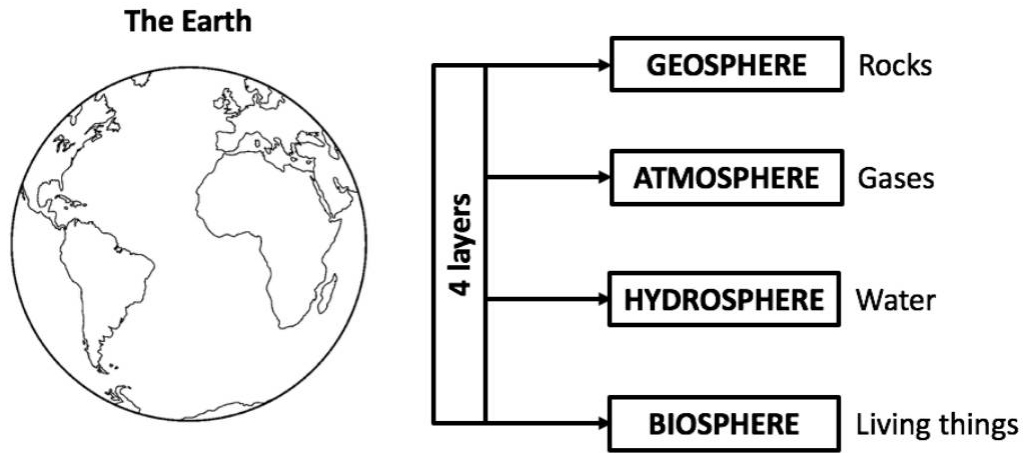 The Earth
4 layers
GEOSPHERE Rocks
ATMOSPHERE Gases
HYDROSPHERE Water
BIOSPHERE Living things